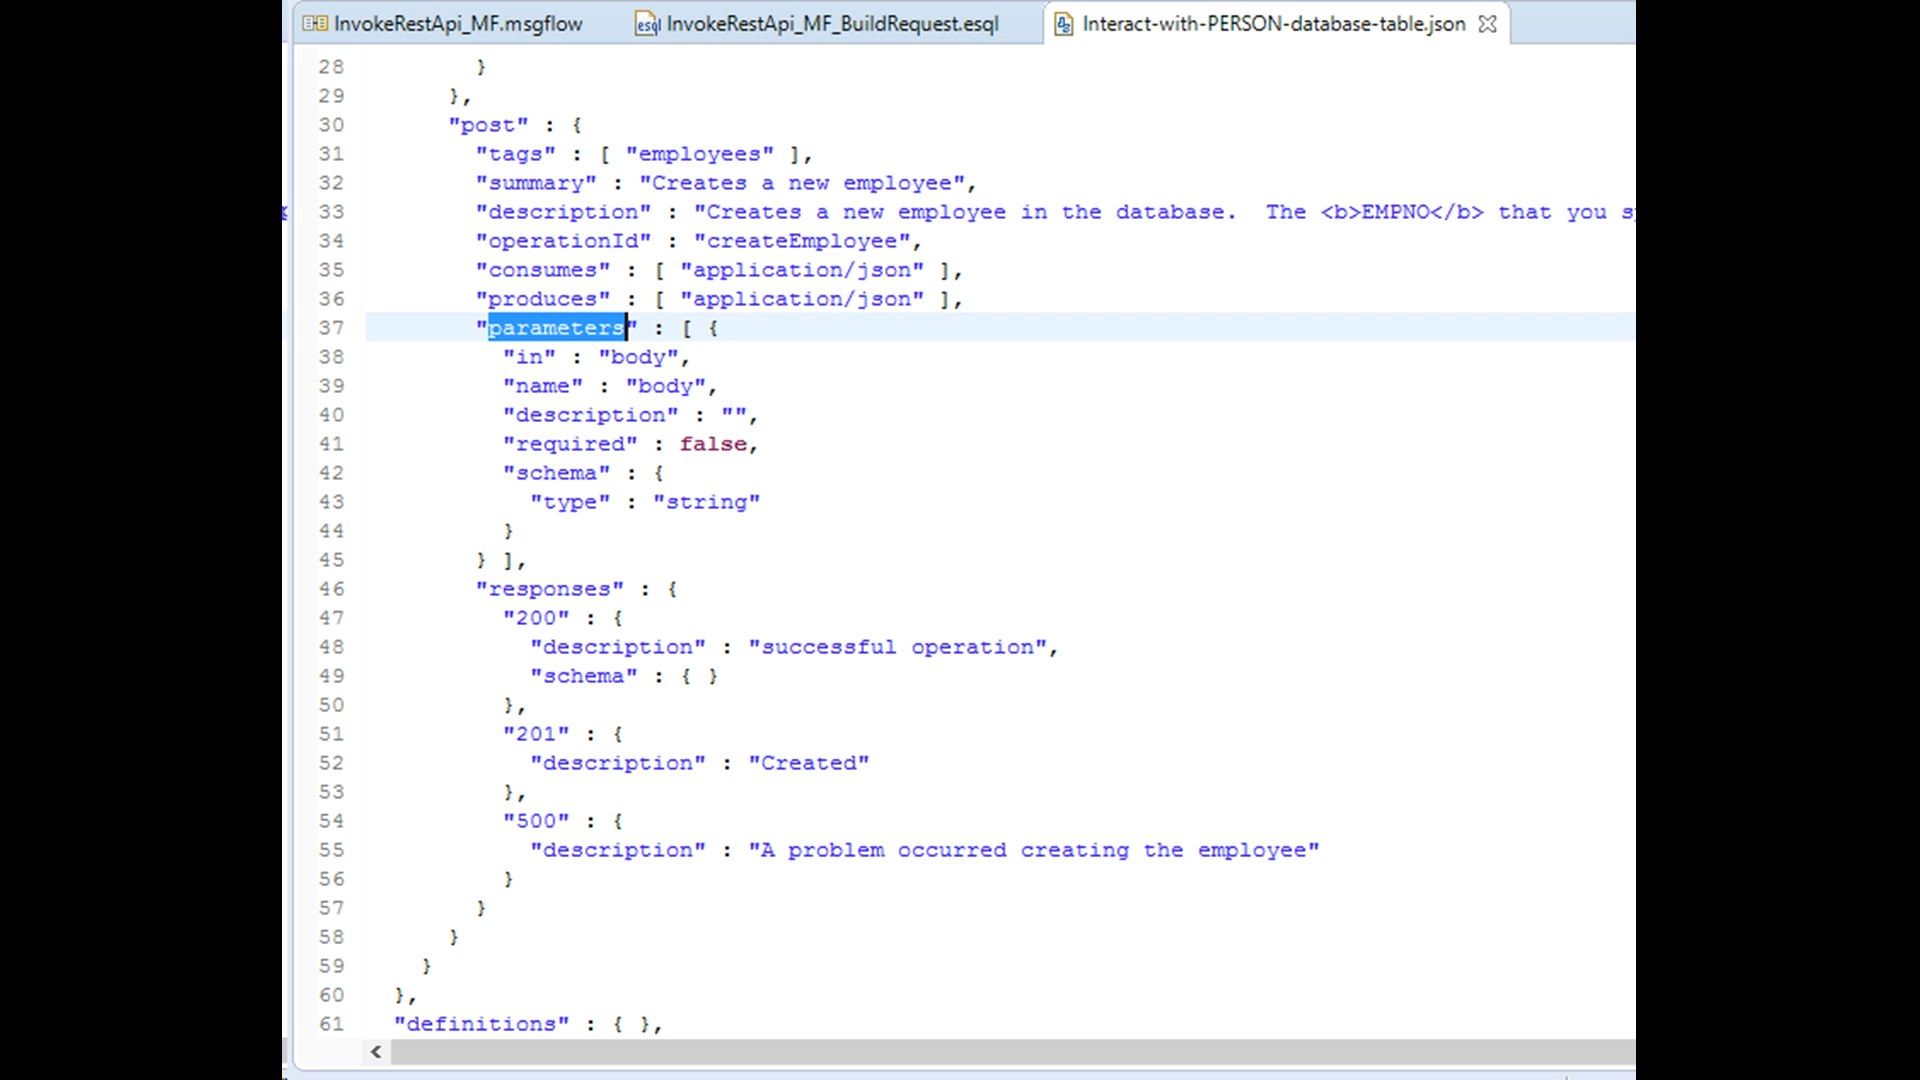 InvokeRestApi_MF.msgflow InvokeRestApi_MF_BuildRequest.esql Interact-with-PERSON-database-table.json
28 }
29 },
30 "post" : {
31 "tags" : [ "employees" ],
32 "summary" : "Creates a new employee",
33 "description" : "Creates a new employee in the database.  The <b>EMPNO</b> that you s
34 "operationId" : "createEmployee",
35 "consumes" : [ "application/json" ],
36 "produces" : [ "application/json" ],
37 "parameters" : [ {
38 "in" : "body",
39 "name" : "body",
40 "description" : "",
41 "required" : false,
42 "schema" : {
43 "type" : "string"
44 }
45 } ],
46 "responses" : {
47 "200" : {
48 "description" : "successful operation",
49 "schema" : { }
50 },
51 "201" : {
52 "description" : "Created"
53 },
54 "500" : {
55 "description" : "A problem occurred creating the employee"
56 }
57 }
58 }
59 }
60 },
61 "definitions" : { },